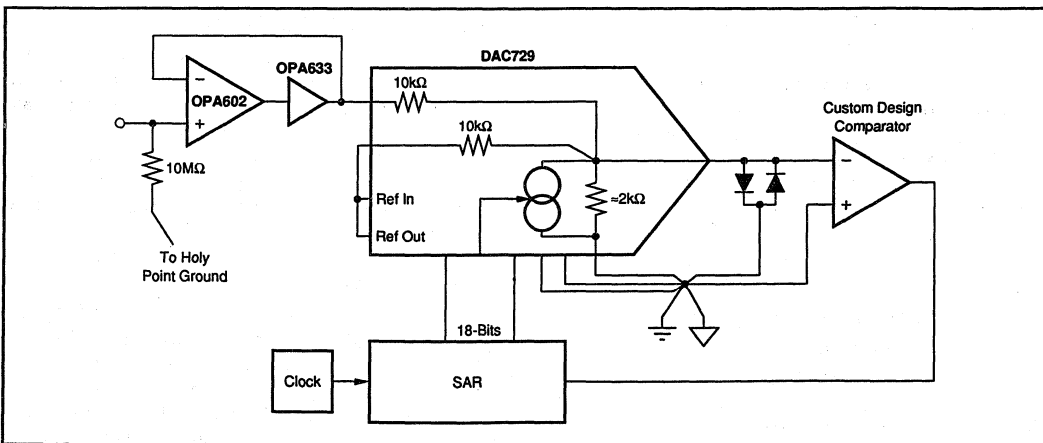 DAC729
OPA633
OPA602
−
+
10kΩ
10kΩ
10MΩ
To Holy
Point Ground
Ref In
Ref Out
≈2kΩ
Custom Design
Comparator
−
+
18-Bits
Clock
SAR